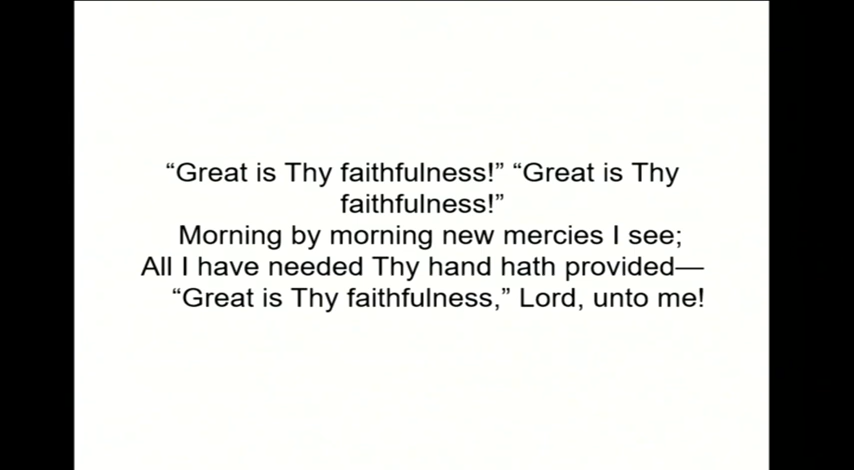 “Great is Thy faithfulness!” “Great is Thy
faithfulness!”
Morning by morning new mercies I see;
All I have needed Thy hand hath provided—
“Great is Thy faithfulness,” Lord, unto me!